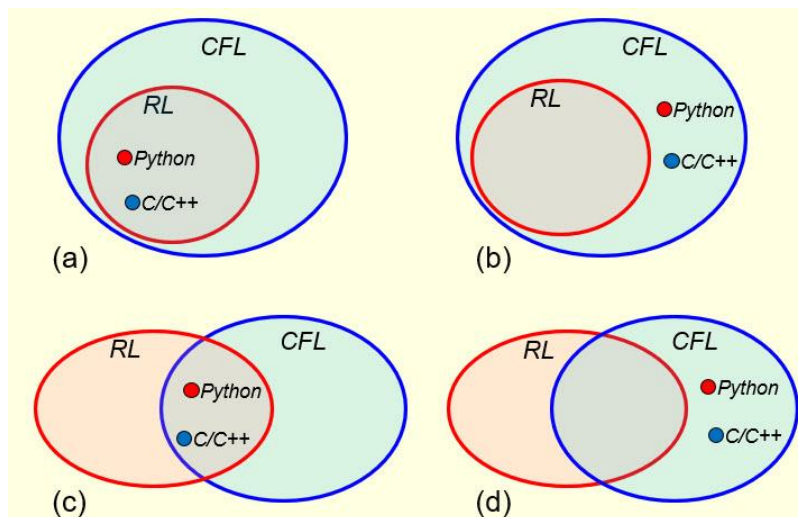 CFL
RL
Python
C/C++
(a)
CFL
RL
Python
C/C++
(b)
RL
CFL
Python
C/C++
(c)
RL
CFL
Python
C/C++
(d)